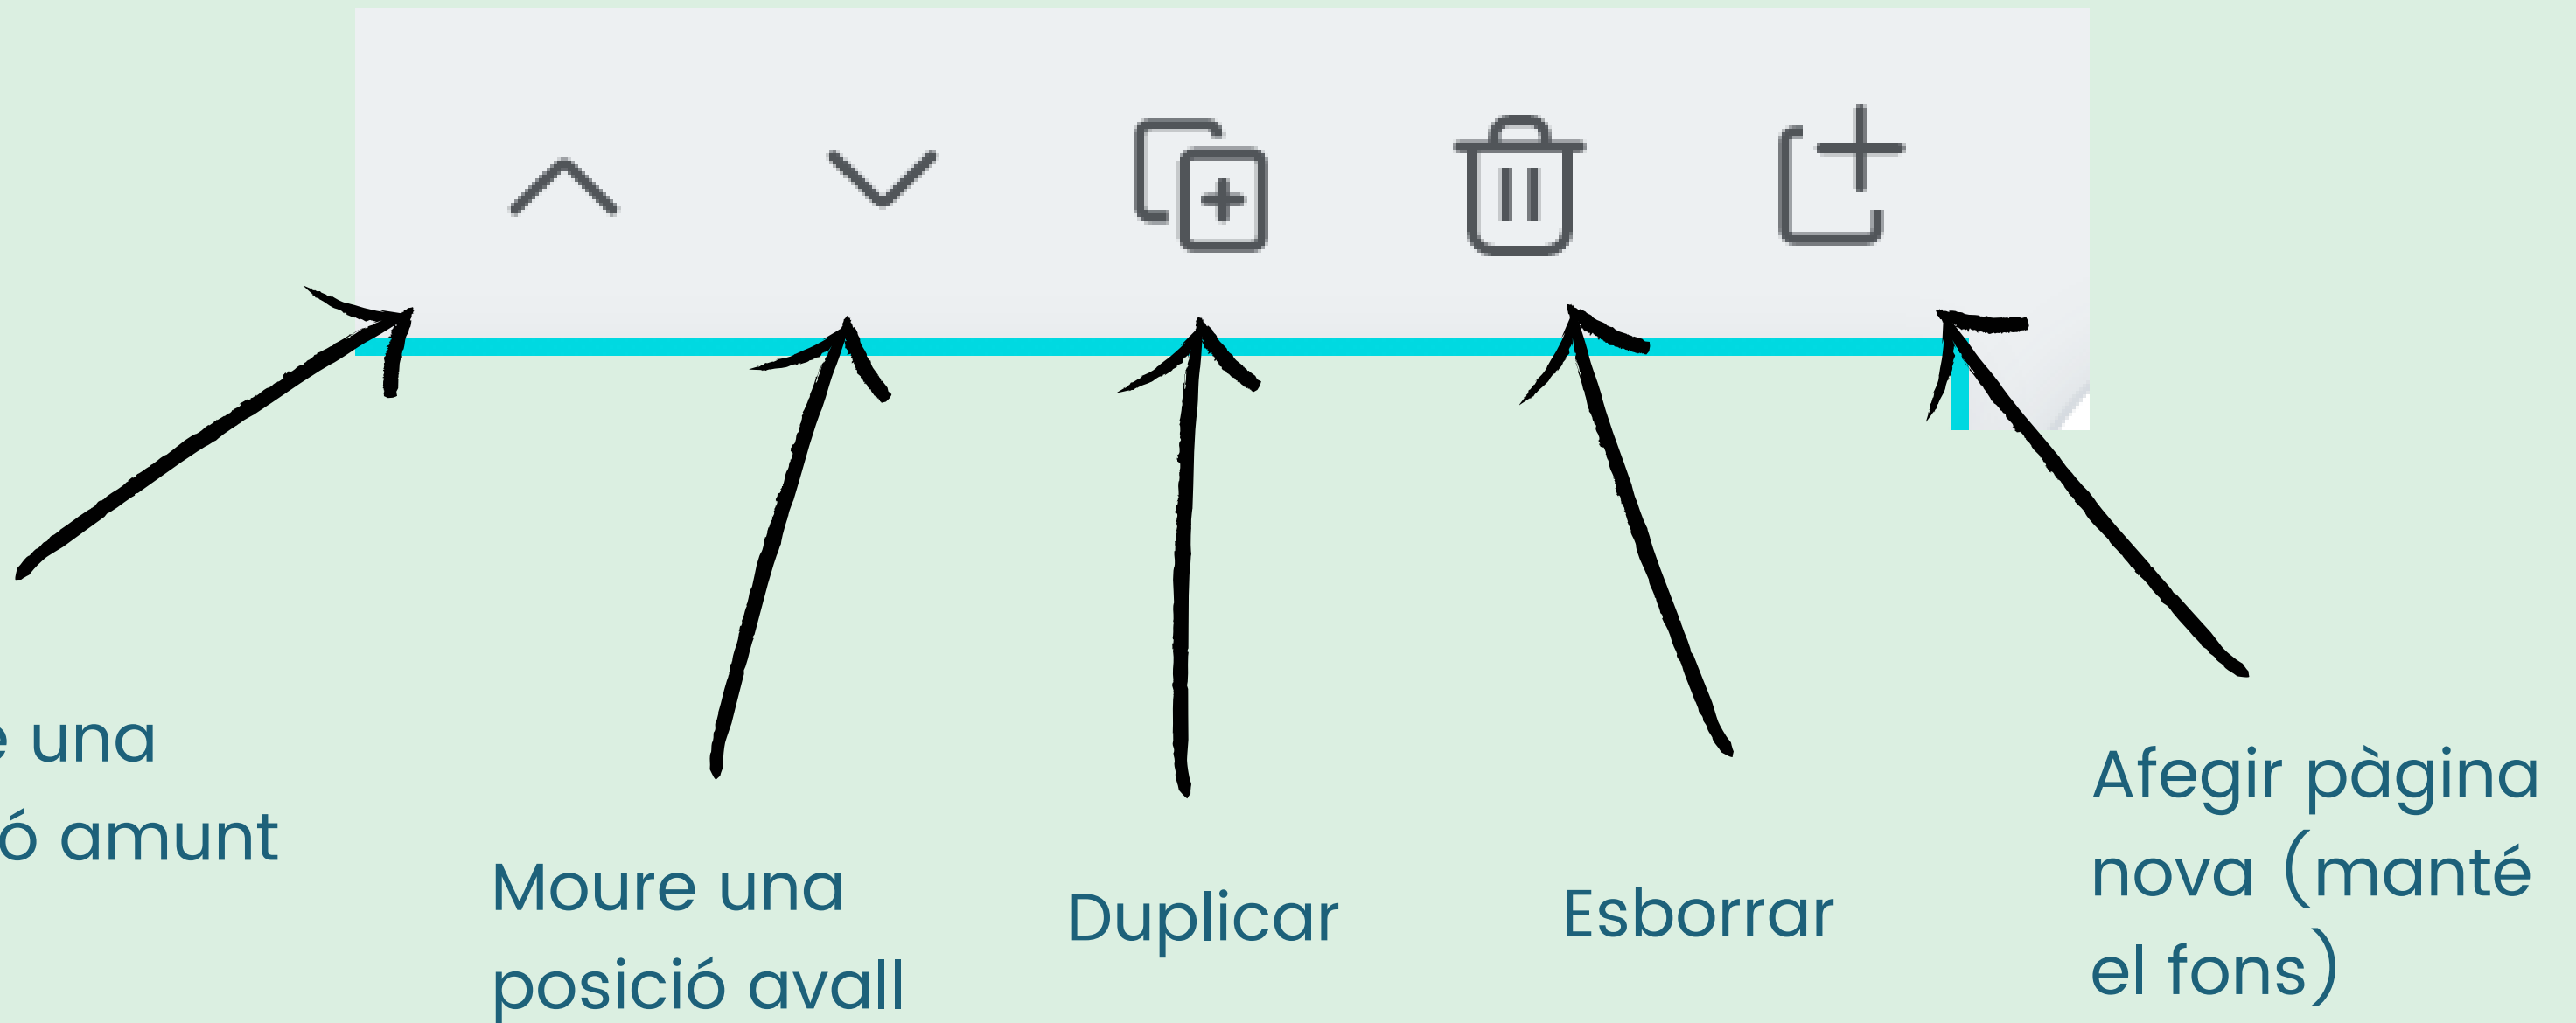 una
ó amunt
Moure una
posició avall
Duplicar
Esborrar
Afegir pàgina
nova (manté
el fons)